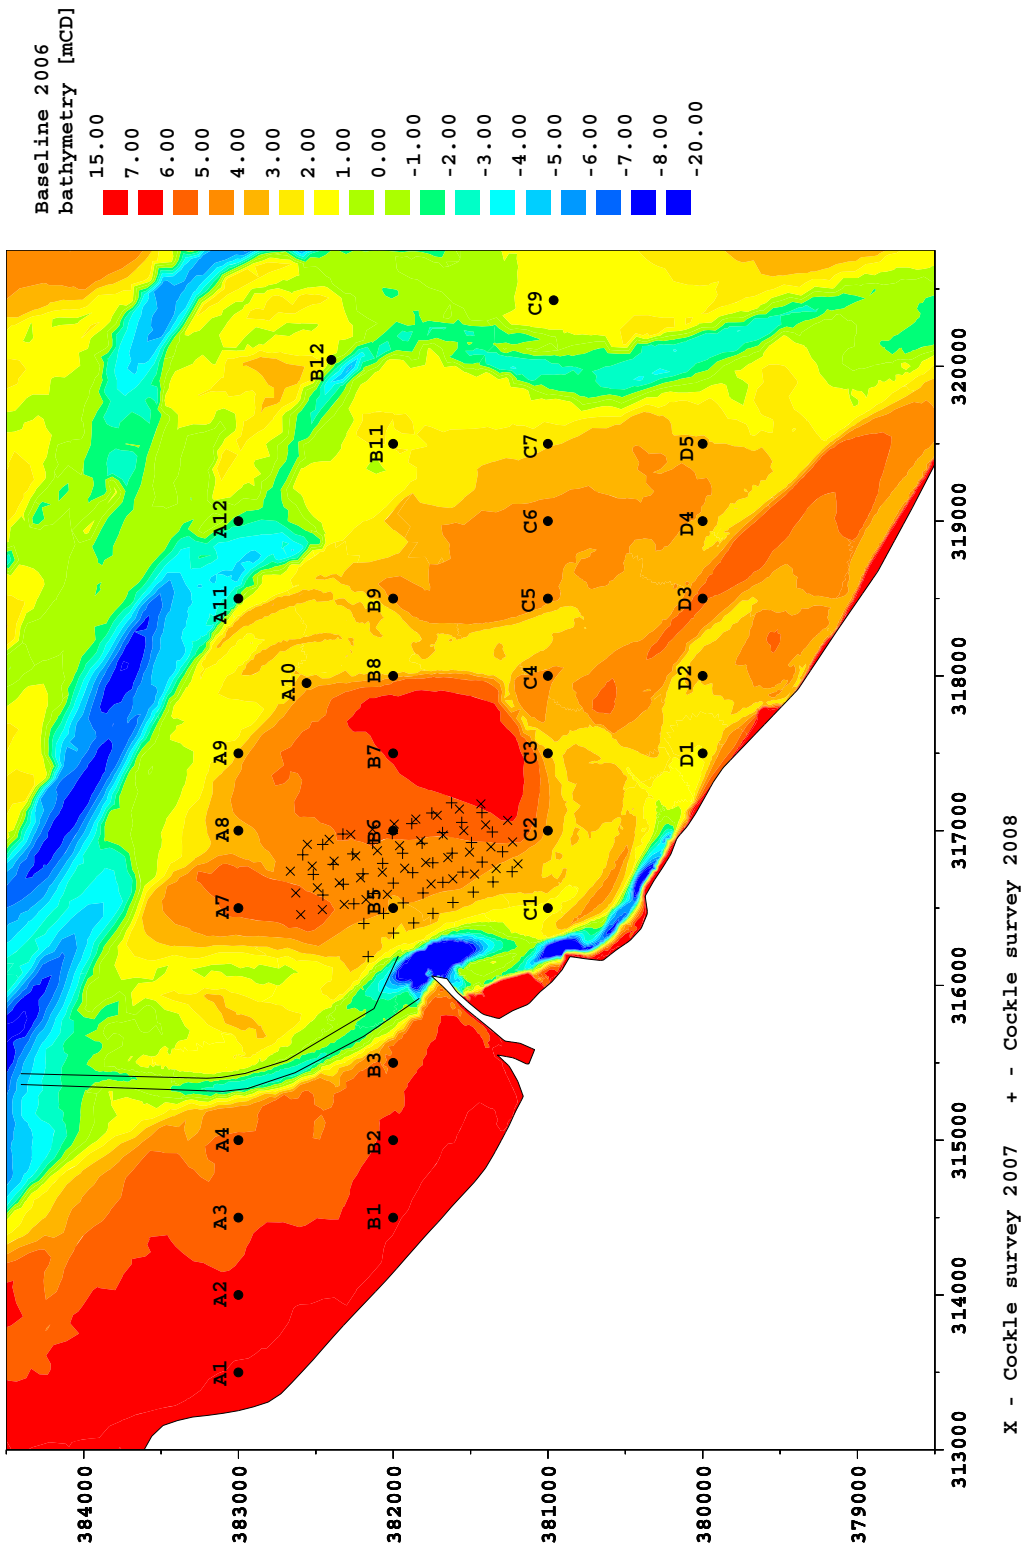 Baseline 2006
bathymetry [mCD]
15.00
7.00
6.00
5.00
4.00
3.00
2.00
1.00
0.00
-1.00
-2.00
-3.00
-4.00
-5.00
-6.00
-7.00
-8.00
-20.00
384000
383000
382000
381000
380000
379000
A1
A2
A3
A4
A7
A8
A9
A10
A11
A12
B1
B2
B3
B5
B6
B7
B8
B9
B11
B12
C1
C2
C3
C4
C5
C6
C7
C9
D1
D2
D3
D4
D5
313000
314000
315000
316000
317000
318000
319000
320000
X - Cockle survey 2007 + - Cockle survey 2008